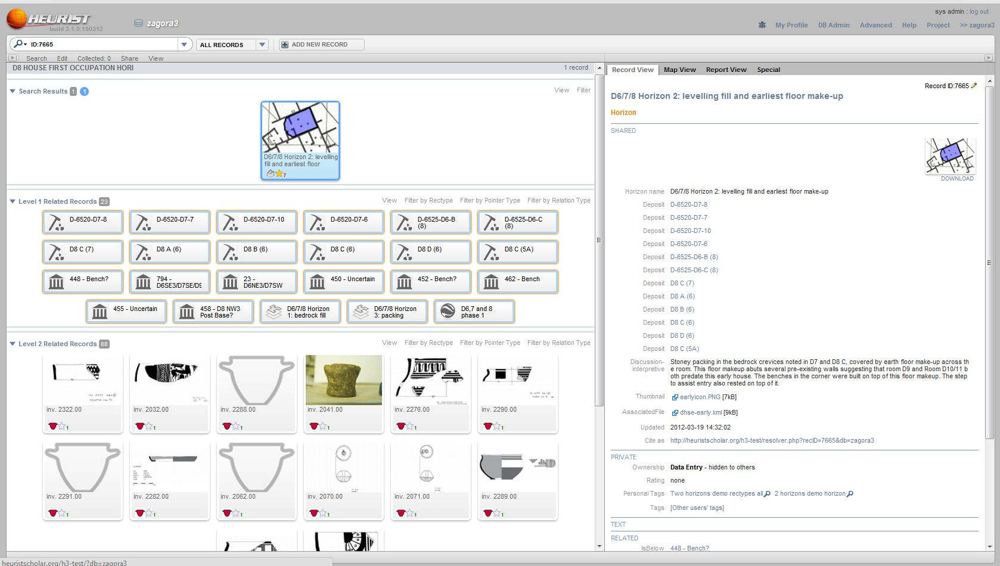 HEURIST
build 3.1.0.190312
zagora3
sys admin : log out
My Profile DB Admin Advanced Help Project >> zagora3
ID:7665
ALL RECORDS
ADD NEW RECORD
Search Edit Collected: 0 Share View
D8 HOUSE FIRST OCCUPATION HORI
1 record
Search Results 1 1
View Filter
D6/7/8 Horizon 2: levelling
fill and earliest floor
7
Level 1 Related Records 23
View Filter by Rectype Filter by Pointer Type Filter by Relation Type
D-6520-D7-8
D-6520-D7-7
D-6520-D7-10
D-6520-D7-6
D-6525-D6-B
(8)
D-6525-D6-C
(8)
D8 C (7)
D8 A (6)
D8 B (6)
D8 C (6)
D8 D (6)
D8 C (5A)
448 - Bench?
794 -
D6SE3/D7SE/D9
23 -
D6NE3/D7SW
450 - Uncertain
452 - Bench?
462 - Bench
455 - Uncertain
458 - D8 NW3
Post Base?
D6/7/8 Horizon
1: bedrock fill
D6/7/8 Horizon
3: packing
D6,7 and 8
phase 1
Level 2 Related Records 88
View Filter by Rectype Filter by Pointer Type Filter by Relation Type
inv. 2322.00
1
inv. 2032.00
1
inv. 2288.00
1
inv. 2041.00
1
inv. 2276.00
1
inv. 2290.00
1
inv. 2291.00
1
inv. 2282.00
1
inv. 2062.00
1
inv. 2070.00
1
inv. 2071.00
1
inv. 2289.00
1
heuristscholar.org/h3-test/?db=zagora3
Record View Map View Report View Special
Record ID:7665
D6/7/8 Horizon 2: levelling fill and earliest floor make-up
Horizon
SHARED
DOWNLOAD
Horizon name D6/7/8 Horizon 2: levelling fill and earliest floor make-up
Deposit D-6520-D7-8
Deposit D-6520-D7-7
Deposit D-6520-D7-10
Deposit D-6520-D7-6
Deposit D-6525-D6-B (8)
Deposit D-6525-D6-C (8)
Deposit D8 C (7)
Deposit D8 A (6)
Deposit D8 B (6)
Deposit D8 C (6)
Deposit D8 D (6)
Deposit D8 C (5A)
Discussion- Stoney packing in the bedrock crevices noted in D7 and D8 C, covered by earth floor make-up across th
interpretive e room. This floor makeup abuts several pre-existing walls suggesting that room D9 and Room D10/11 b
oth predate this early house. The benches in the corner were built on top of this floor makeup. The step
to assist entry also rested on top of it.
Thumbnail earlyicon.PNG [7kB]
AssociatedFile dhse-early.kml [9kB]
Updated 2012-03-19 14:32:02
Cite as http://heuristscholar.org/h3-test/resolver.php?recID=7665&db=zagora3
PRIVATE
Ownership Data Entry - hidden to others
Rating none
Personal Tags Two horizons demo rectypes all 2 horizons demo horizon
Tags [Other users' tags]
TEXT
RELATED
IsBelow 448 - Bench?